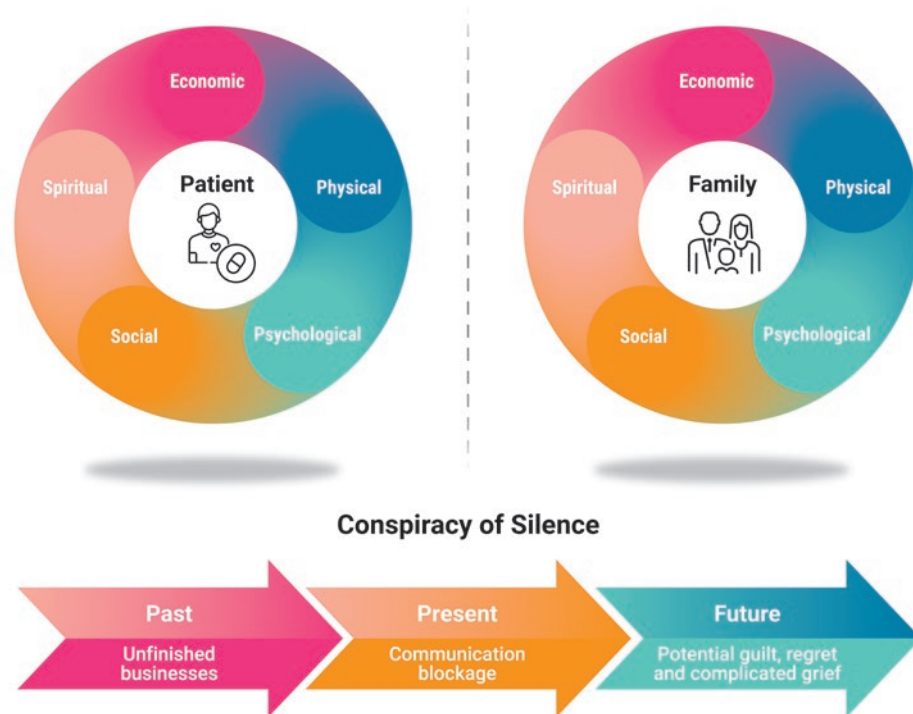 Economic
Spiritual
Patient
Physical
Social
Psychological
Economic
Spiritual
Family
Physical
Social
Psychological
Conspiracy of Silence
Past
Unfinished
businesses
Present
Communication
blockage
Future
Potential guilt, regret
and complicated grief